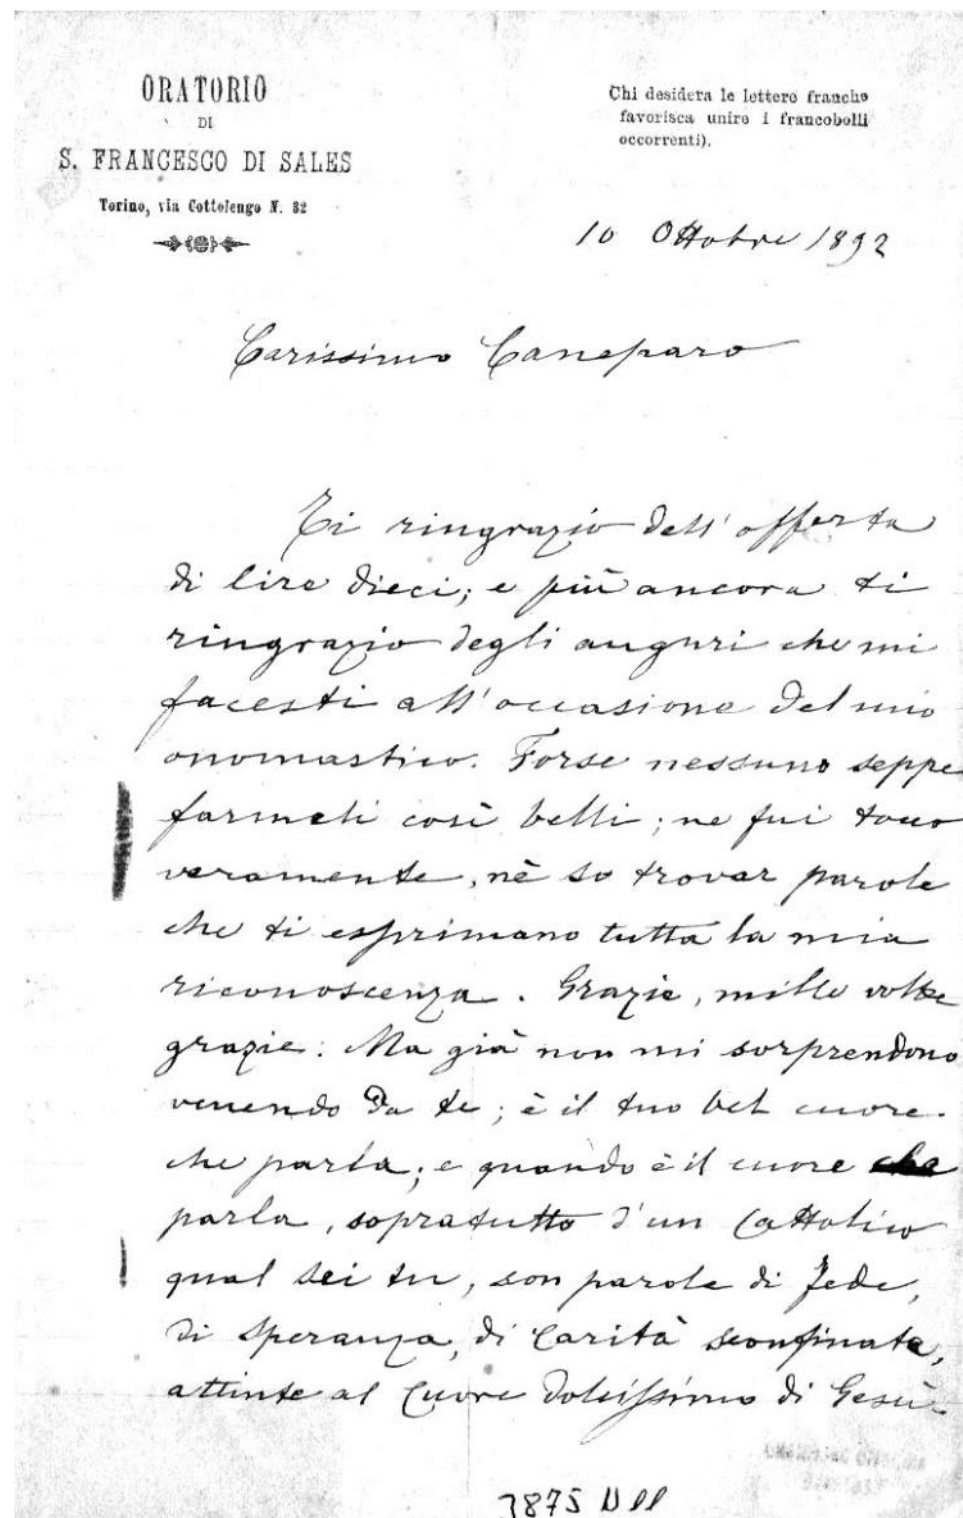 ORATORIO
DI
S. FRANCESCO DI SALES
Torino, via Cottolengo N. 32
Chi desidera le lettere franche
favorisca unire i francobolli
occorrenti).
10 Ottobre 1892
Carissimo Caneparo
Ti ringrazio dell'offerta
di lire dieci; e più ancora ti
ringrazio degli auguri che mi
facesti all'occasione del mio
onomastico. Forse nessuno seppe
farmeli così belli; ne fui tocco
veramente, nè so trovar parole
che ti esprimano tutta la mia
riconoscenza. Grazie, mille volte
grazie. Ma già non mi sorprendono
venendo da te; è il tuo bel cuore
che parla; e quando è il cuore che
parla, sopratutto d'un Cattolico
qual sei tu, son parole di Fede,
di Speranza, di Carità sconfinata,
attinte al Cuore dolcissimo di Gesù.
3875